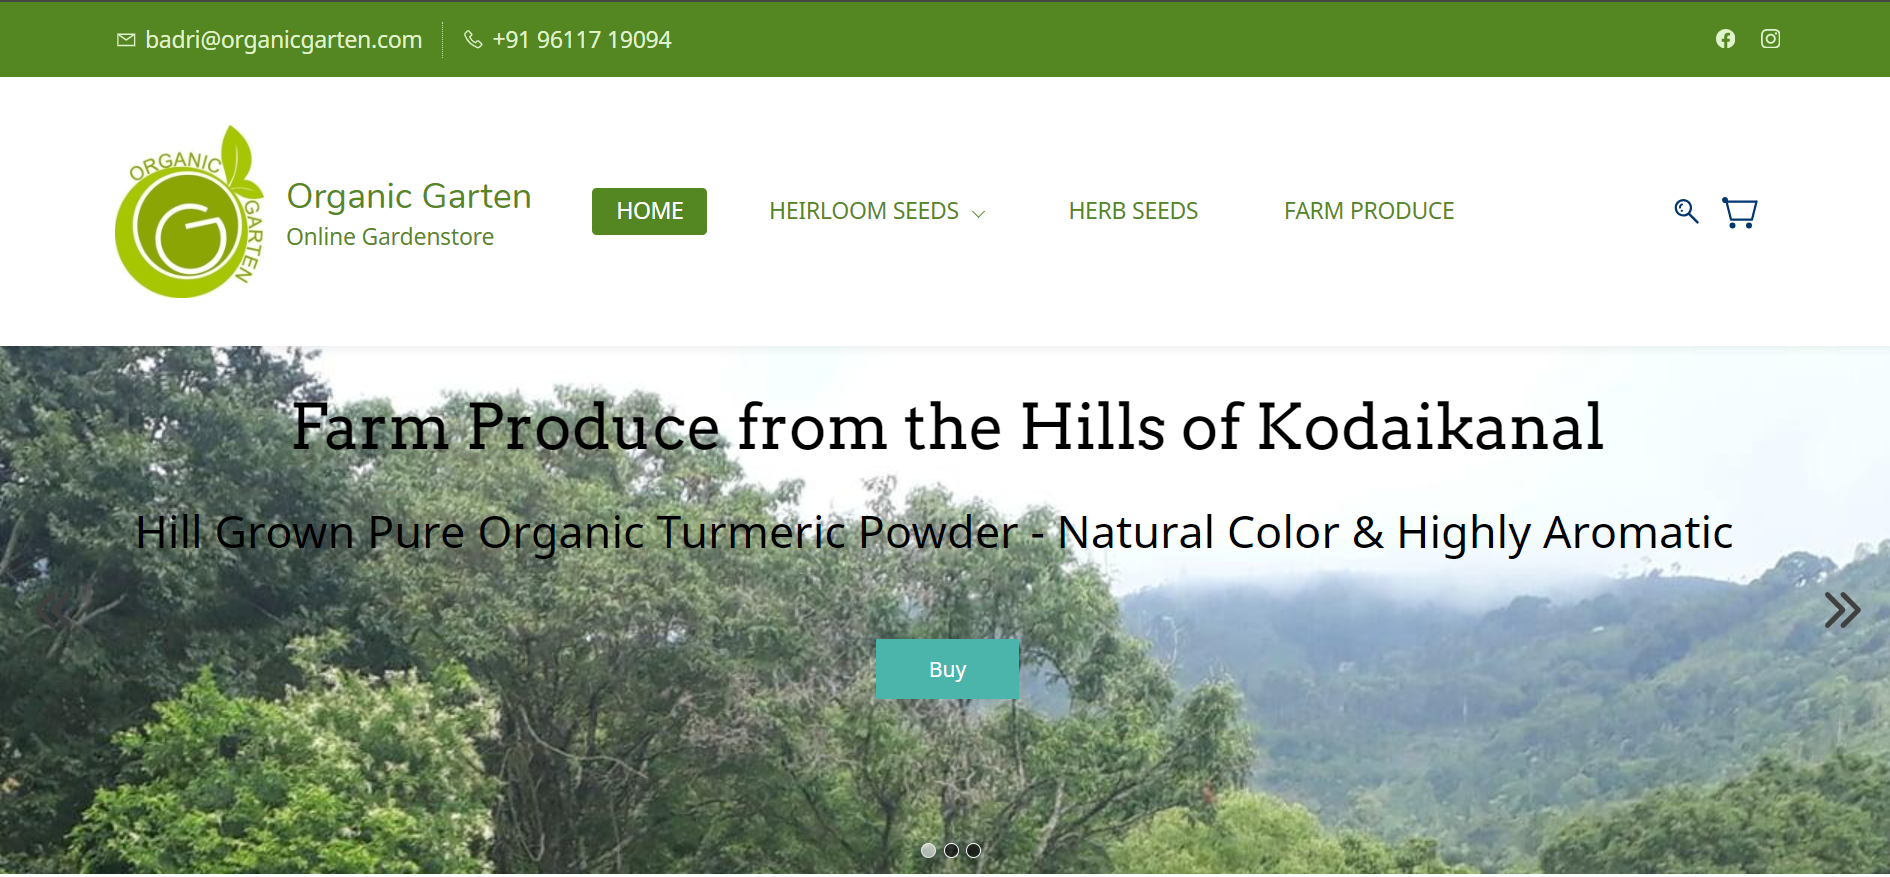 badri@organicgarten.com
+91 96117 19094
ORGANIC GARTEN
Organic Garten
Online Gardenstore
HOME
HEIRLOOM SEEDS
HERB SEEDS
FARM PRODUCE
Farm Produce from the Hills of Kodaikanal
Hill Grown Pure Organic Turmeric Powder - Natural Color & Highly Aromatic
Buy